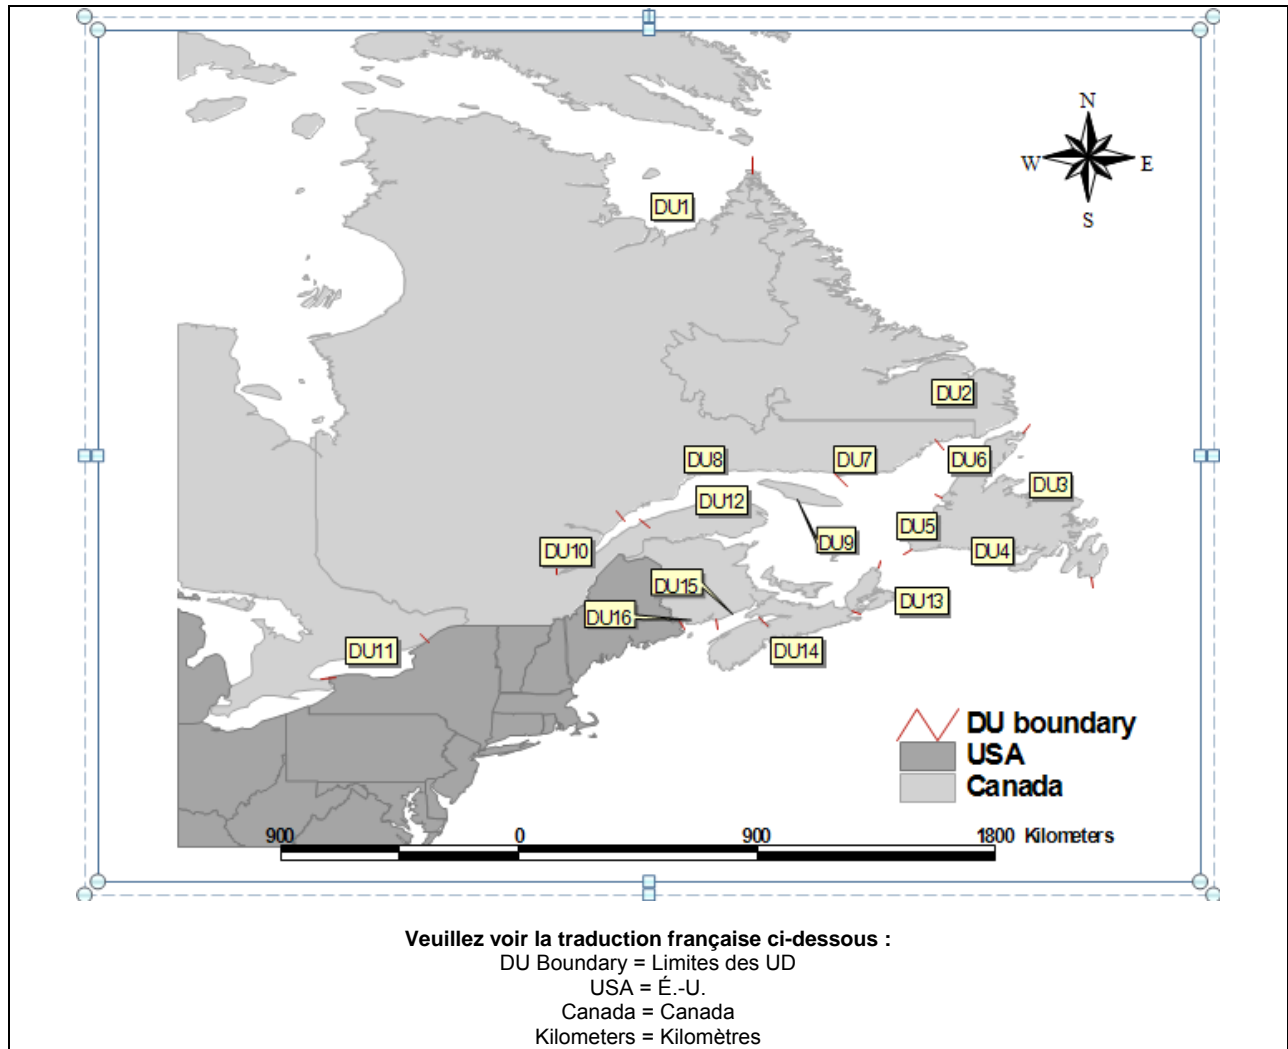 N
W E
S
DU1
DU2
DU8
DU7
DU6
DU3
DU12
DU5
DU9
DU10
DU4
DU15
DU13
DU16
DU11
DU14
DU boundary
USA
Canada
900 0 900 1800 Kilometers
Veuillez voir la traduction française ci-dessous :
DU Boundary = Limites des UD
USA = É.-U.
Canada = Canada
Kilometers = Kilomètres